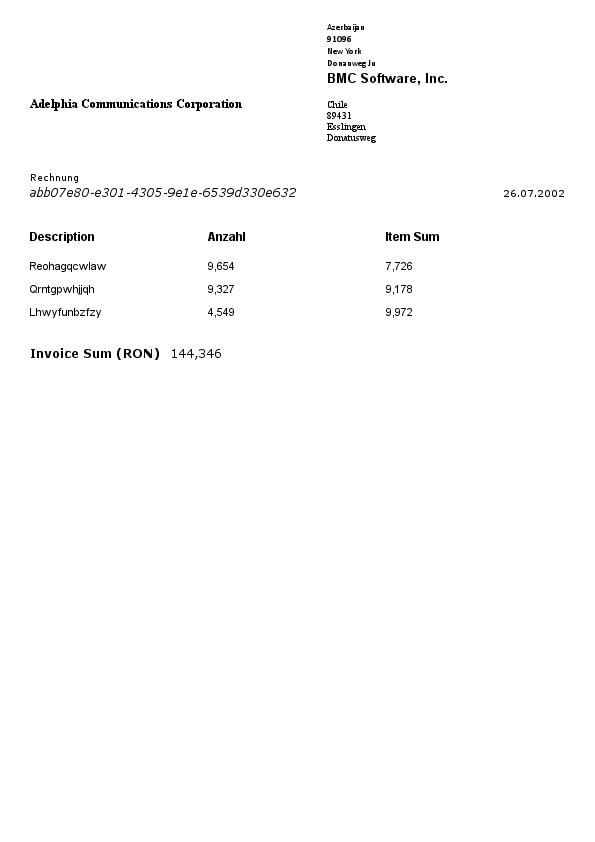 Azerbaijan
91096
New York
Donauweg Ju
BMC Software, Inc.
Adelphia Communications Corporation
Chile
89431
Esslingen
Donatusweg
Rechnung
abb07e80-e301-4305-9e1e-6539d330e632 26.07.2002
Description Anzahl Item Sum
Reohagqcwlaw 9,654 7,726
Qrntgpwhjjqh 9,327 9,178
Lhwyfunbzfzy 4,549 9,972
Invoice Sum (RON) 144,346